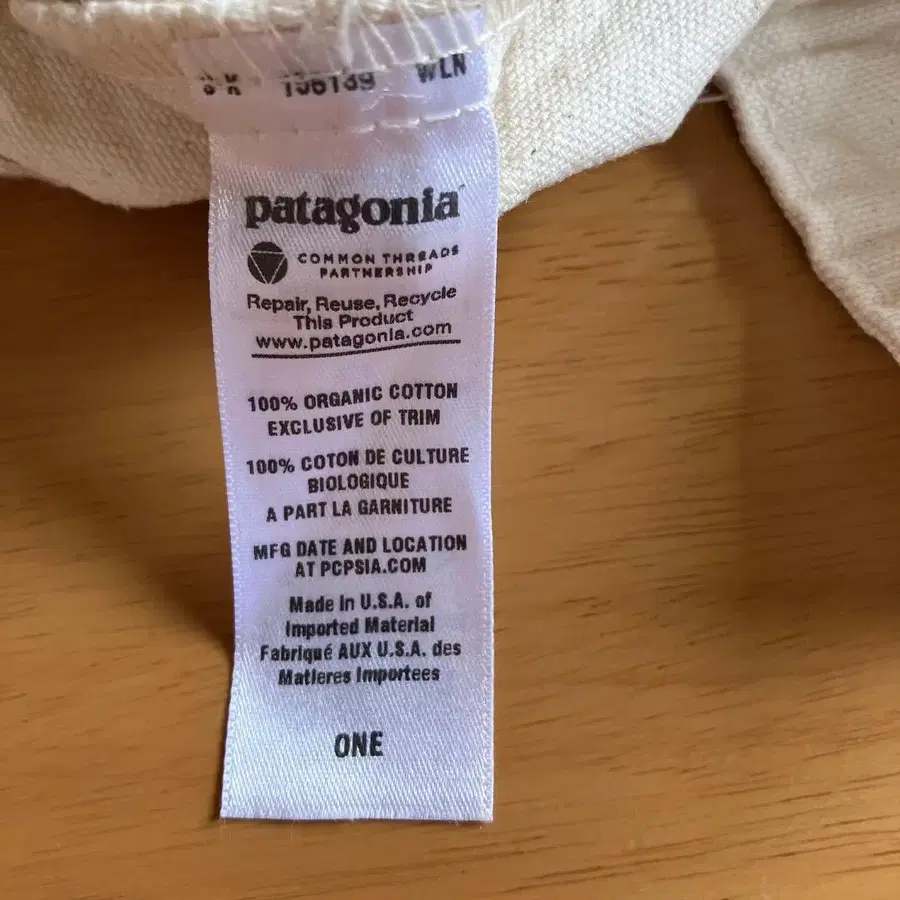 WLN
patagonia
COMMON THREADS
PARTNERSHIP
Repair, Reuse, Recycle
This Product
www.patagonia.com
100% ORGANIC COTTON
EXCLUSIVE OF TRIM
100% COTON DE CULTURE
BIOLOGIQUE
A PART LA GARNITURE
MFG DATE AND LOCATION
AT PCPSIA.COM
Made in U.S.A. of
Imported Material
Fabriqué AUX U.S.A. des
Matieres Importees
ONE